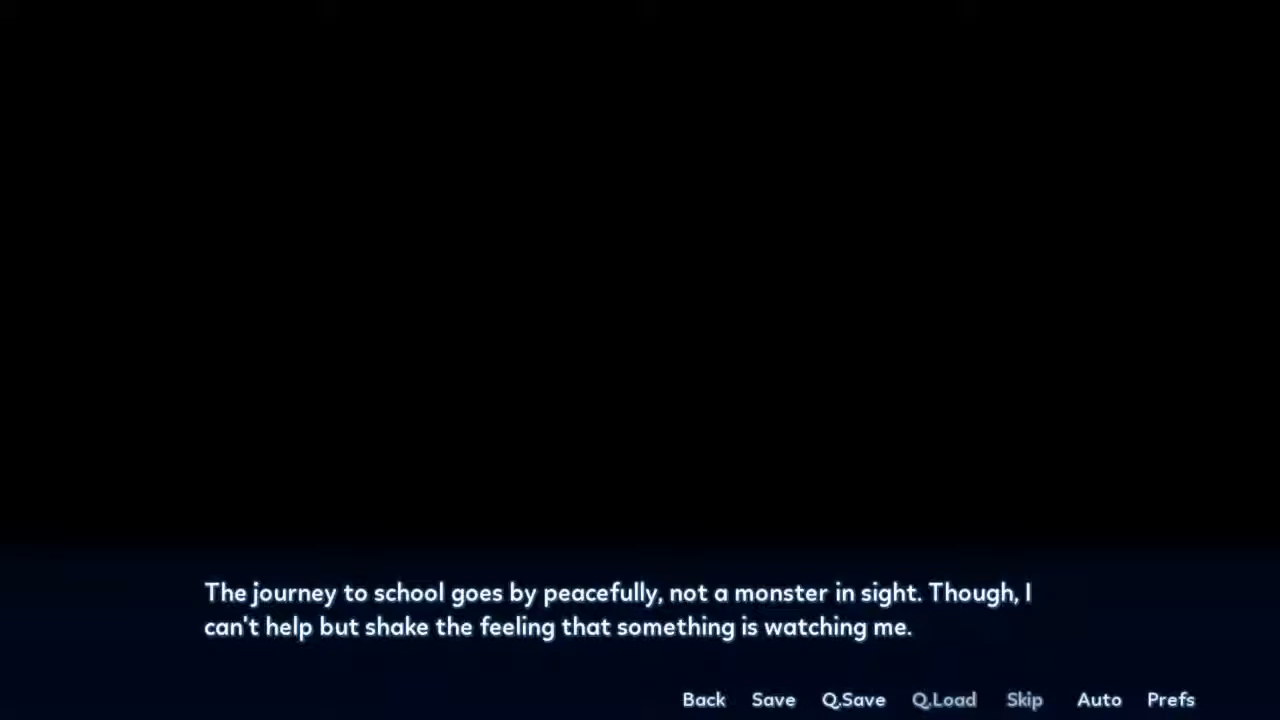 The journey to school goes by peacefully, not a monster in sight. Though, I
can't help but shake the feeling that something is watching me.
Back Save Q.Save Q.Load Skip Auto Prefs